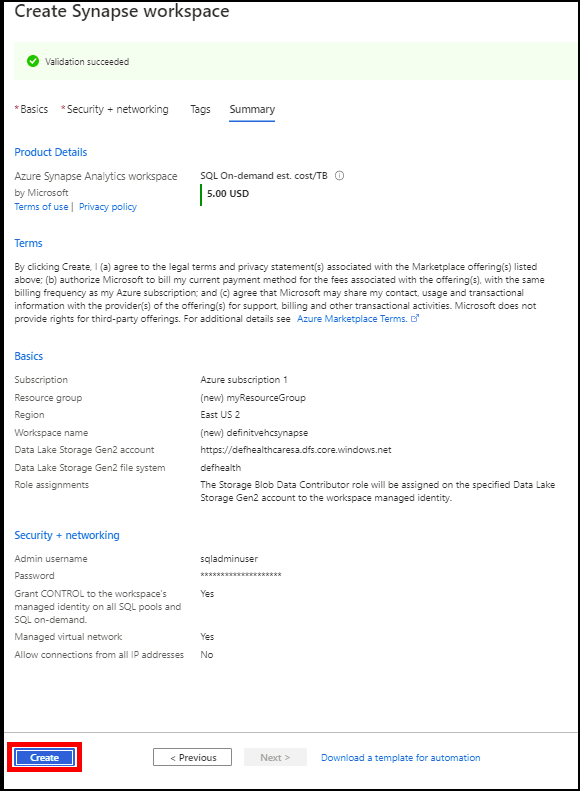 Create Synapse workspace
Validation succeeded
*Basics *Security + networking Tags Summary
Product Details
Azure Synapse Analytics workspace
by Microsoft
Terms of use | Privacy policy
SQL On-demand est. cost/TB
5.00 USD
Terms
By clicking Create, I (a) agree to the legal terms and privacy statement(s) associated with the Marketplace offering(s) listed
above; (b) authorize Microsoft to bill my current payment method for the fees associated with the offering(s), with the same
billing frequency as my Azure subscription; and (c) agree that Microsoft may share my contact, usage and transactional
information with the provider(s) of the offering(s) for support, billing and other transactional activities. Microsoft does not
provide rights for third-party offerings. For additional details see Azure Marketplace Terms.
Basics
Subscription Azure subscription 1
Resource group (new) myResourceGroup
Region East US 2
Workspace name (new) definitvehcsynapse
Data Lake Storage Gen2 account https://defhealthcaresa.dfs.core.windows.net
Data Lake Storage Gen2 file system defhealth
Role assignments The Storage Blob Data Contributor role will be assigned on the specified Data Lake
Storage Gen2 account to the workspace managed identity.
Security + networking
Admin username sqladminuser
Password ********************
Grant CONTROL to the workspace's Yes
managed identity on all SQL pools and
SQL on-demand.
Managed virtual network Yes
Allow connections from all IP addresses No
Create < Previous Next > Download a template for automation